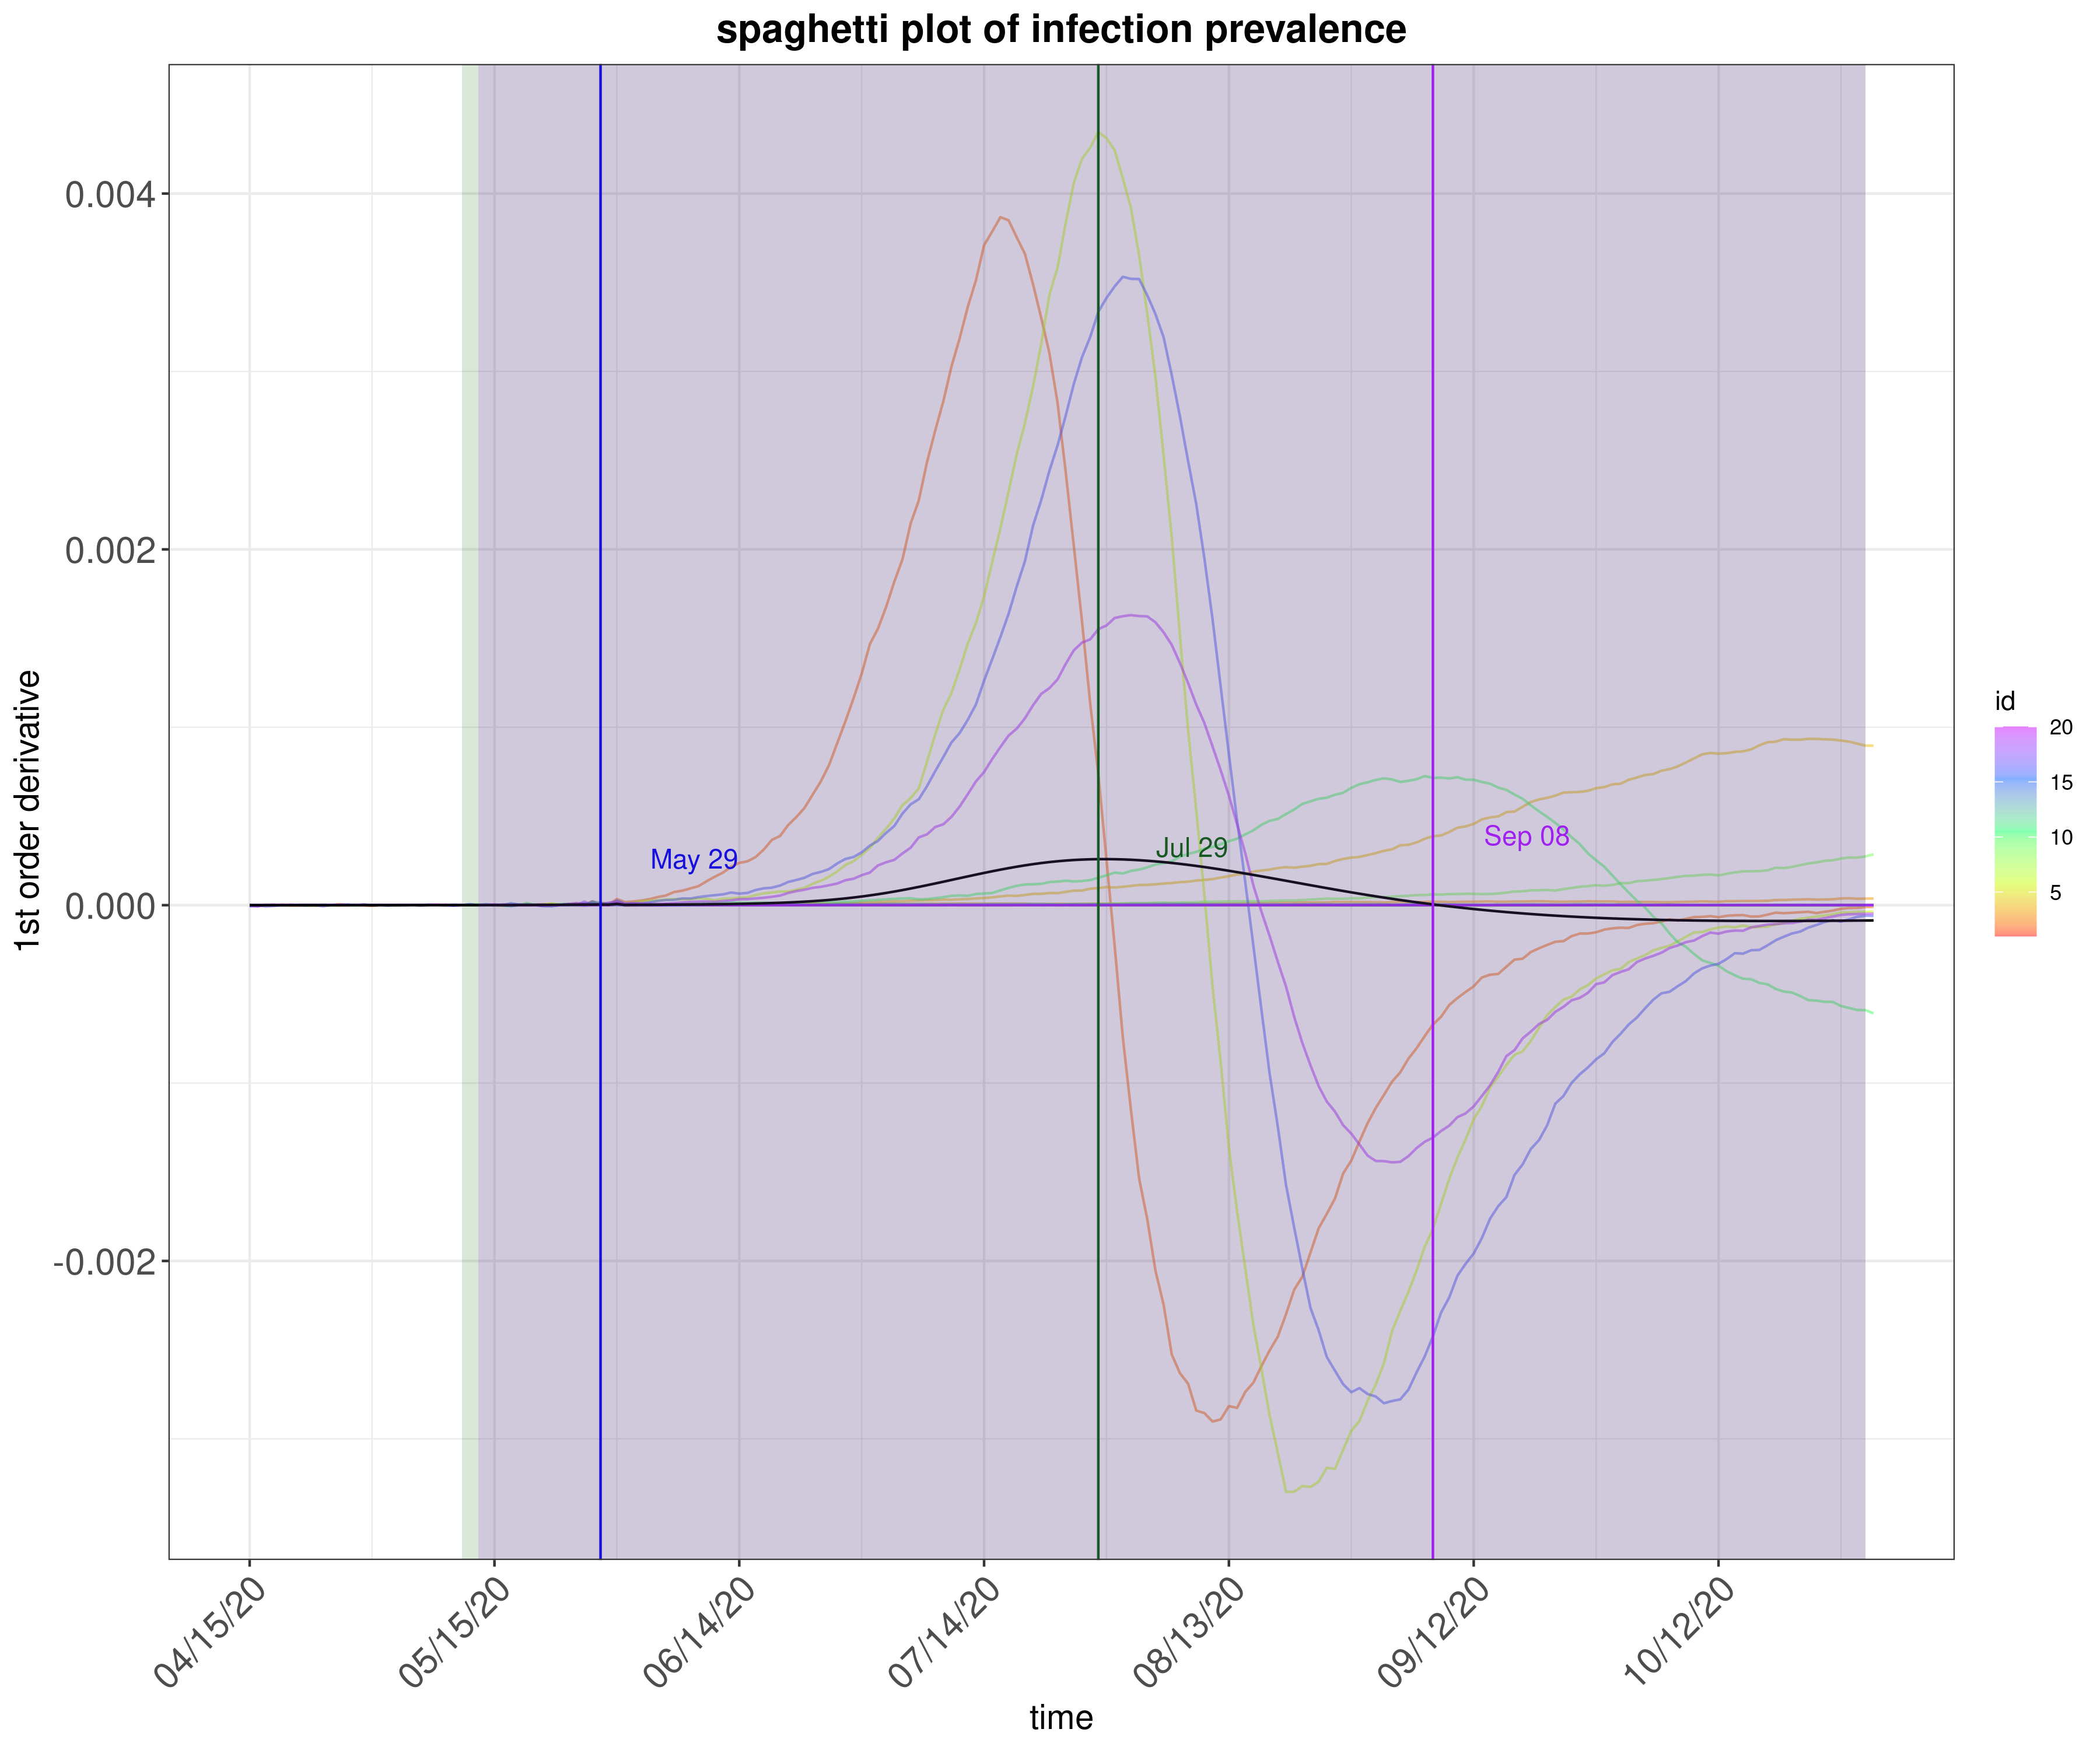 spaghetti plot of infection prevalence
1st order derivative
0.004
0.002
0.000
-0.002
May 29
Jul 29
Sep 08
id
20
15
10
5
04/15/20
05/15/20
06/14/20
07/14/20
08/13/20
09/12/20
10/12/20
time